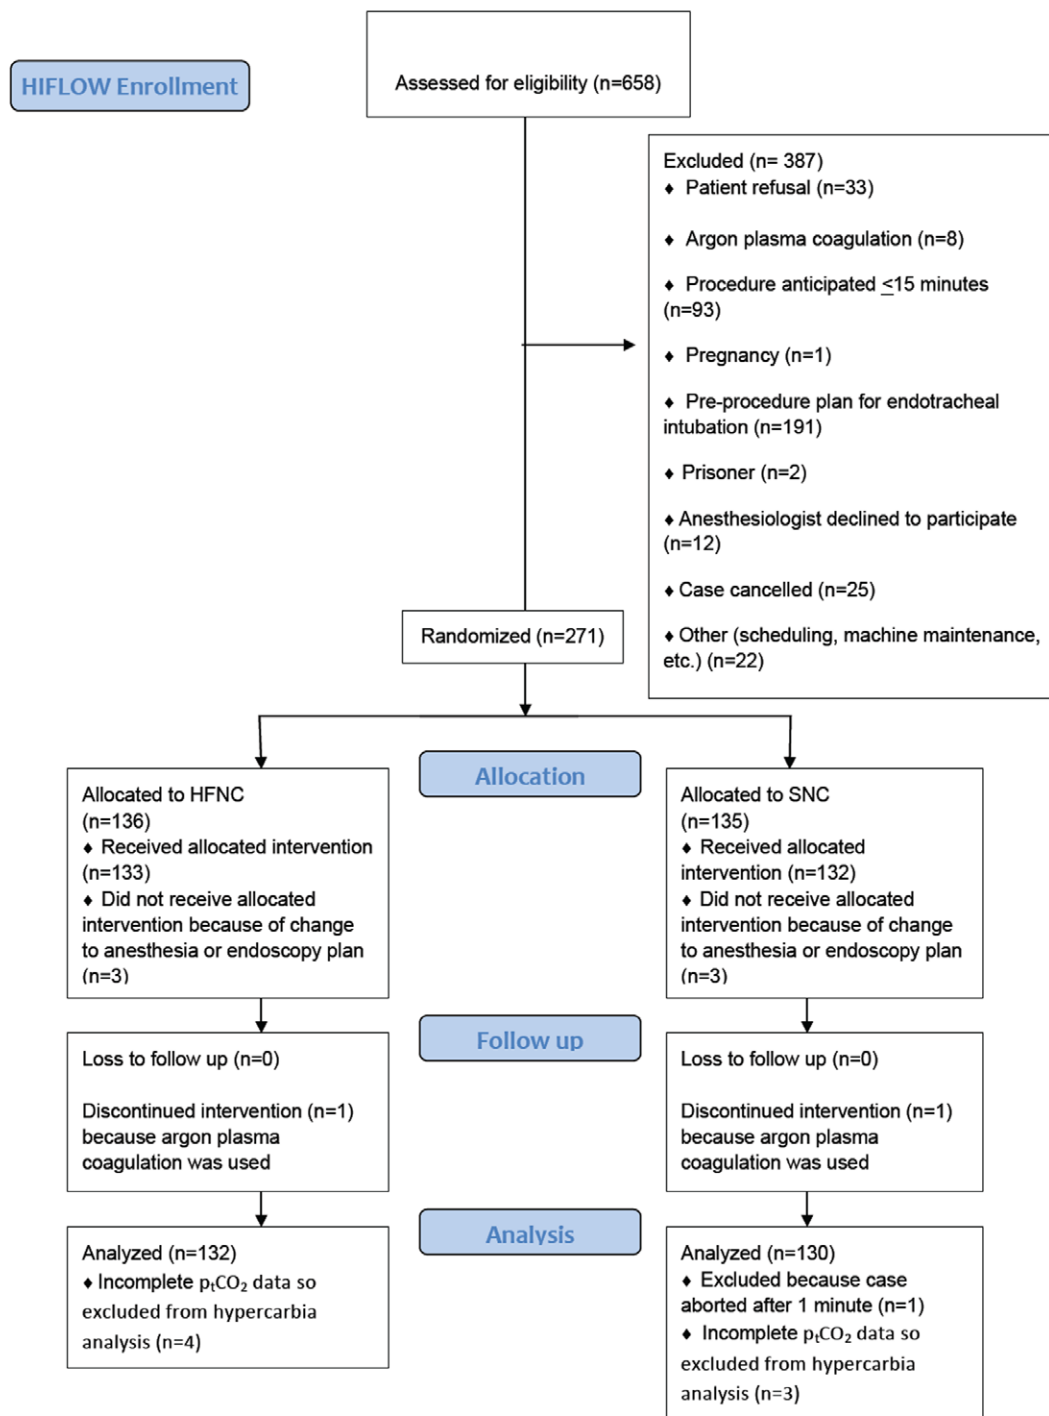 HIFLOW Enrollment
Assessed for eligibility (n=658)
Excluded (n= 387)
♦ Patient refusal (n=33)
♦ Argon plasma coagulation (n=8)
♦ Procedure anticipated ≤15 minutes
(n=93)
♦ Pregnancy (n=1)
♦ Pre-procedure plan for endotracheal
intubation (n=191)
♦ Prisoner (n=2)
♦ Anesthesiologist declined to participate
(n=12)
♦ Case cancelled (n=25)
♦ Other (scheduling, machine maintenance,
etc.) (n=22)
Randomized (n=271)
Allocation
Allocated to HFNC
(n=136)
♦ Received allocated intervention
(n=133)
♦ Did not receive allocated
intervention because of change
to anesthesia or endoscopy plan
(n=3)
Allocated to SNC
(n=135)
♦ Received allocated
intervention (n=132)
♦ Did not receive allocated
intervention because of change
to anesthesia or endoscopy plan
(n=3)
Follow up
Loss to follow up (n=0)
Discontinued intervention (n=1)
because argon plasma
coagulation was used
Loss to follow up (n=0)
Discontinued intervention (n=1)
because argon plasma
coagulation was used
Analysis
Analyzed (n=132)
♦ Incomplete pₜCO₂ data so
excluded from hypercarbia
analysis (n=4)
Analyzed (n=130)
♦ Excluded because case
aborted after 1 minute (n=1)
♦ Incomplete pₜCO₂ data so
excluded from hypercarbia
analysis (n=3)